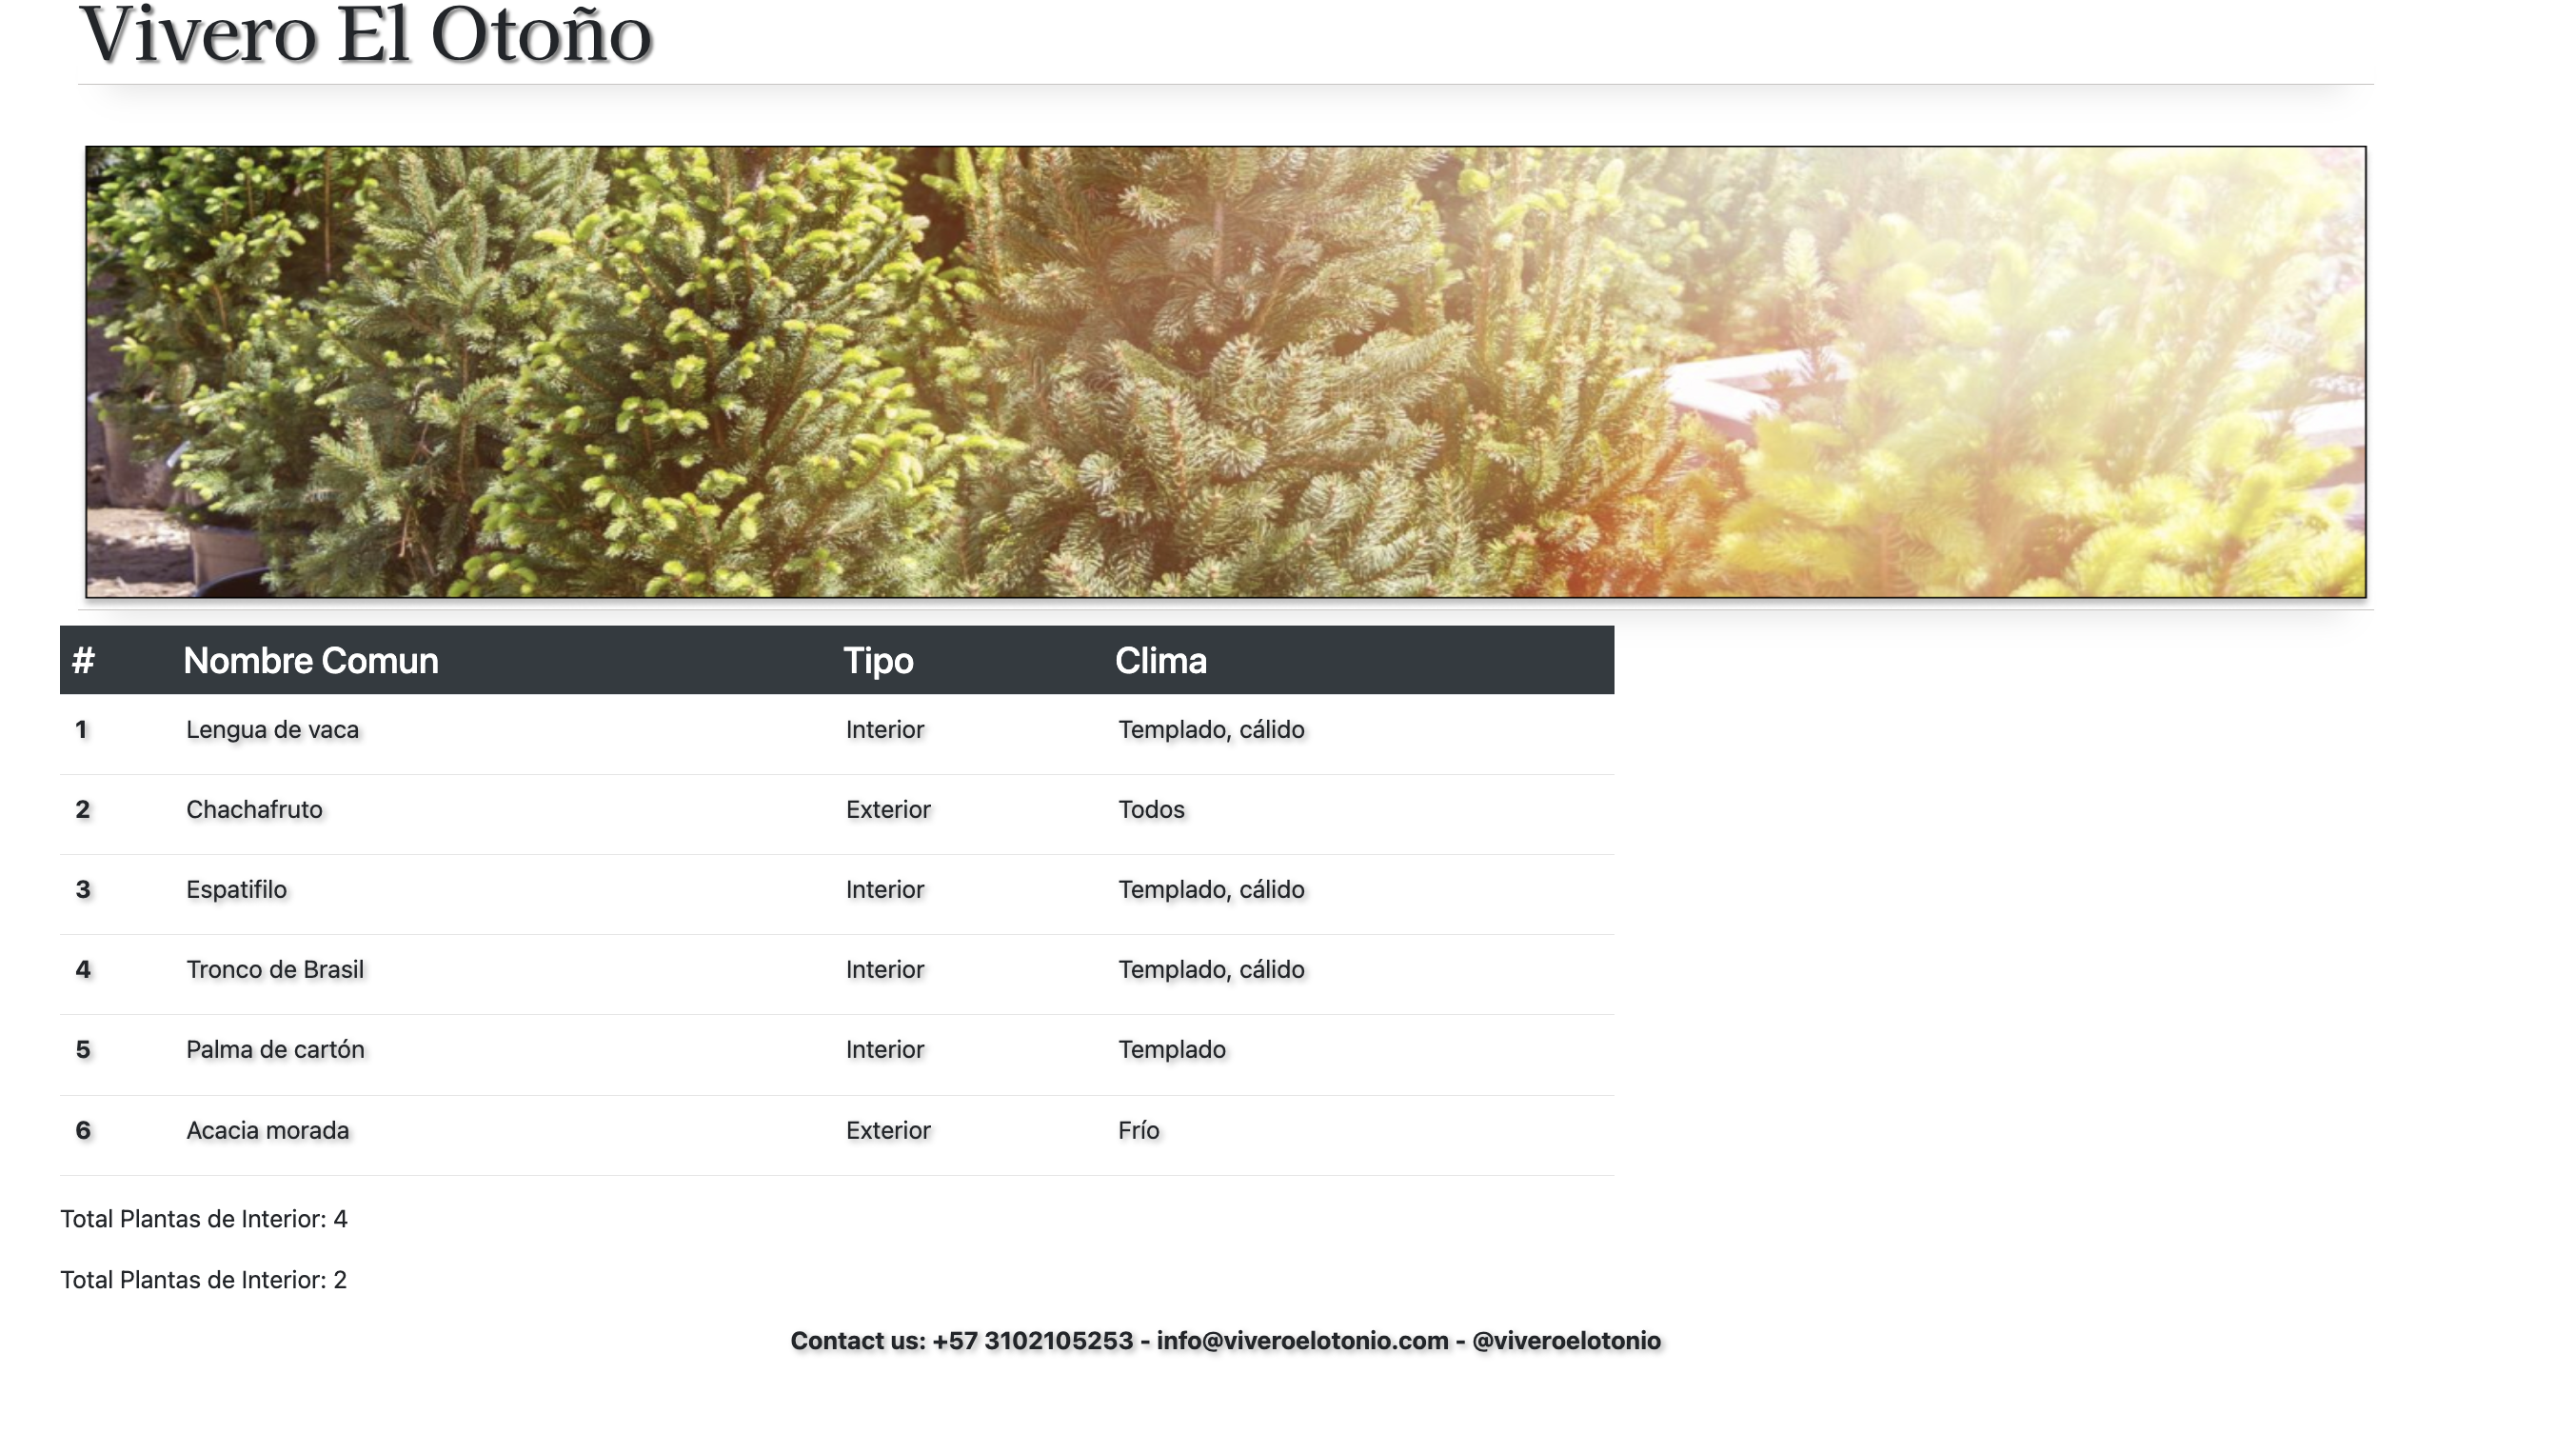 Vivero El Otoño
# Nombre Comun Tipo Clima
1 Lengua de vaca Interior Templado, cálido
2 Chachafruto Exterior Todos
3 Espatifilo Interior Templado, cálido
4 Tronco de Brasil Interior Templado, cálido
5 Palma de cartón Interior Templado
6 Acacia morada Exterior Frío
Total Plantas de Interior: 4
Total Plantas de Interior: 2
Contact us: +57 3102105253 - info@viveroelotonio.com - @viveroelotonio